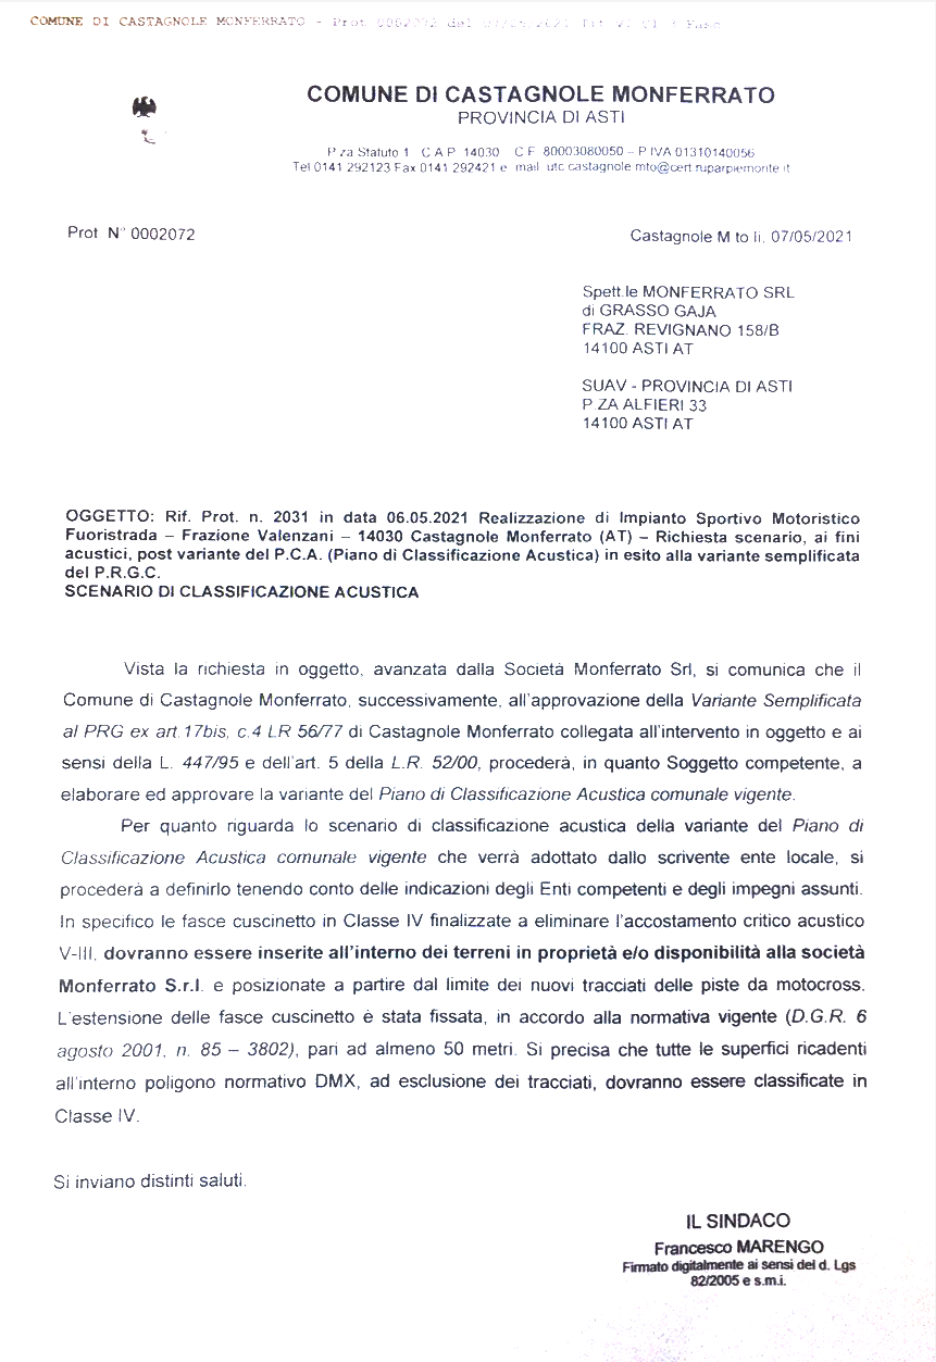 COMUNE DI CASTAGNOLE MONFERRATO - Prot 0002072 del 07/05/2021 Tit VI Cl Fasc
COMUNE DI CASTAGNOLE MONFERRATO
PROVINCIA DI ASTI
P.za Statuto 1 C A P 14030 C F 80003080050 – P IVA 01310140056
Tel 0141 292123 Fax 0141 292421 e mail utc castagnole mto@cert ruparpiemonte it
Prot N° 0002072
Castagnole M to li, 07/05/2021
Spett.le MONFERRATO SRL
di GRASSO GAJA
FRAZ. REVIGNANO 158/B
14100 ASTI AT
SUAV - PROVINCIA DI ASTI
P.ZA ALFIERI 33
14100 ASTI AT
OGGETTO: Rif. Prot. n. 2031 in data 06.05.2021 Realizzazione di Impianto Sportivo Motoristico
Fuoristrada – Frazione Valenzani – 14030 Castagnole Monferrato (AT) – Richiesta scenario, ai fini
acustici, post variante del P.C.A. (Piano di Classificazione Acustica) in esito alla variante semplificata
del P.R.G.C.
SCENARIO DI CLASSIFICAZIONE ACUSTICA
Vista la richiesta in oggetto, avanzata dalla Società Monferrato Srl, si comunica che il
Comune di Castagnole Monferrato, successivamente, all'approvazione della Variante Semplificata
al PRG ex art.17bis, c.4 LR 56/77 di Castagnole Monferrato collegata all'intervento in oggetto e ai
sensi della L. 447/95 e dell'art. 5 della L.R. 52/00, procederà, in quanto Soggetto competente, a
elaborare ed approvare la variante del Piano di Classificazione Acustica comunale vigente.
Per quanto riguarda lo scenario di classificazione acustica della variante del Piano di
Classificazione Acustica comunale vigente che verrà adottato dallo scrivente ente locale, si
procederà a definirlo tenendo conto delle indicazioni degli Enti competenti e degli impegni assunti.
In specifico le fasce cuscinetto in Classe IV finalizzate a eliminare l'accostamento critico acustico
V-III, dovranno essere inserite all'interno dei terreni in proprietà e/o disponibilità alla società
Monferrato S.r.l. e posizionate a partire dal limite dei nuovi tracciati delle piste da motocross.
L'estensione delle fasce cuscinetto è stata fissata, in accordo alla normativa vigente (D.G.R. 6
agosto 2001, n. 85 – 3802), pari ad almeno 50 metri. Si precisa che tutte le superfici ricadenti
all'interno poligono normativo DMX, ad esclusione dei tracciati, dovranno essere classificate in
Classe IV.
Si inviano distinti saluti.
IL SINDACO
Francesco MARENGO
Firmato digitalmente ai sensi del d. Lgs
82/2005 e s.m.i.